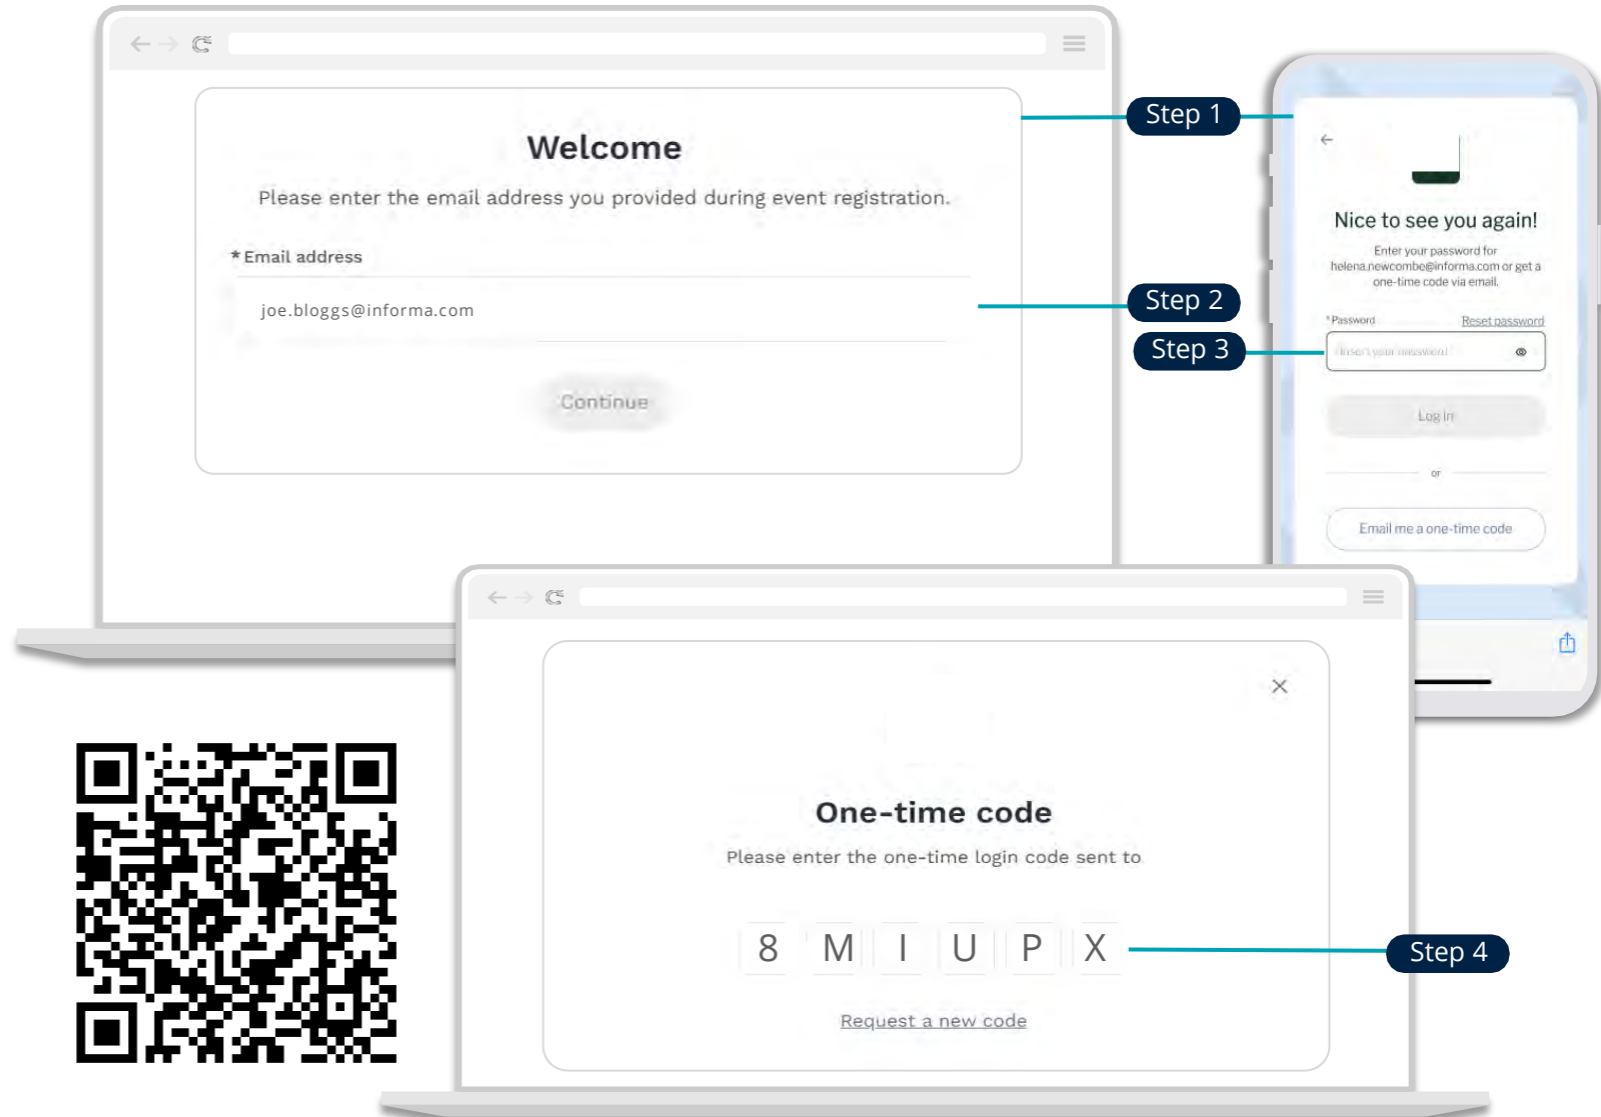 Welcome
Please enter the email address you provided during event registration.
* Email address
joe.bloggs@informa.com
Continue
Step 1
Step 2
Step 3
Nice to see you again!
Enter your password for
helena.newcombe@informa.com or get a
one-time code via email.
* Password Reset password
Insert your password
Log in
or
Email me a one-time code
One-time code
Please enter the one-time login code sent to
8 M I U P X
Step 4
Request a new code